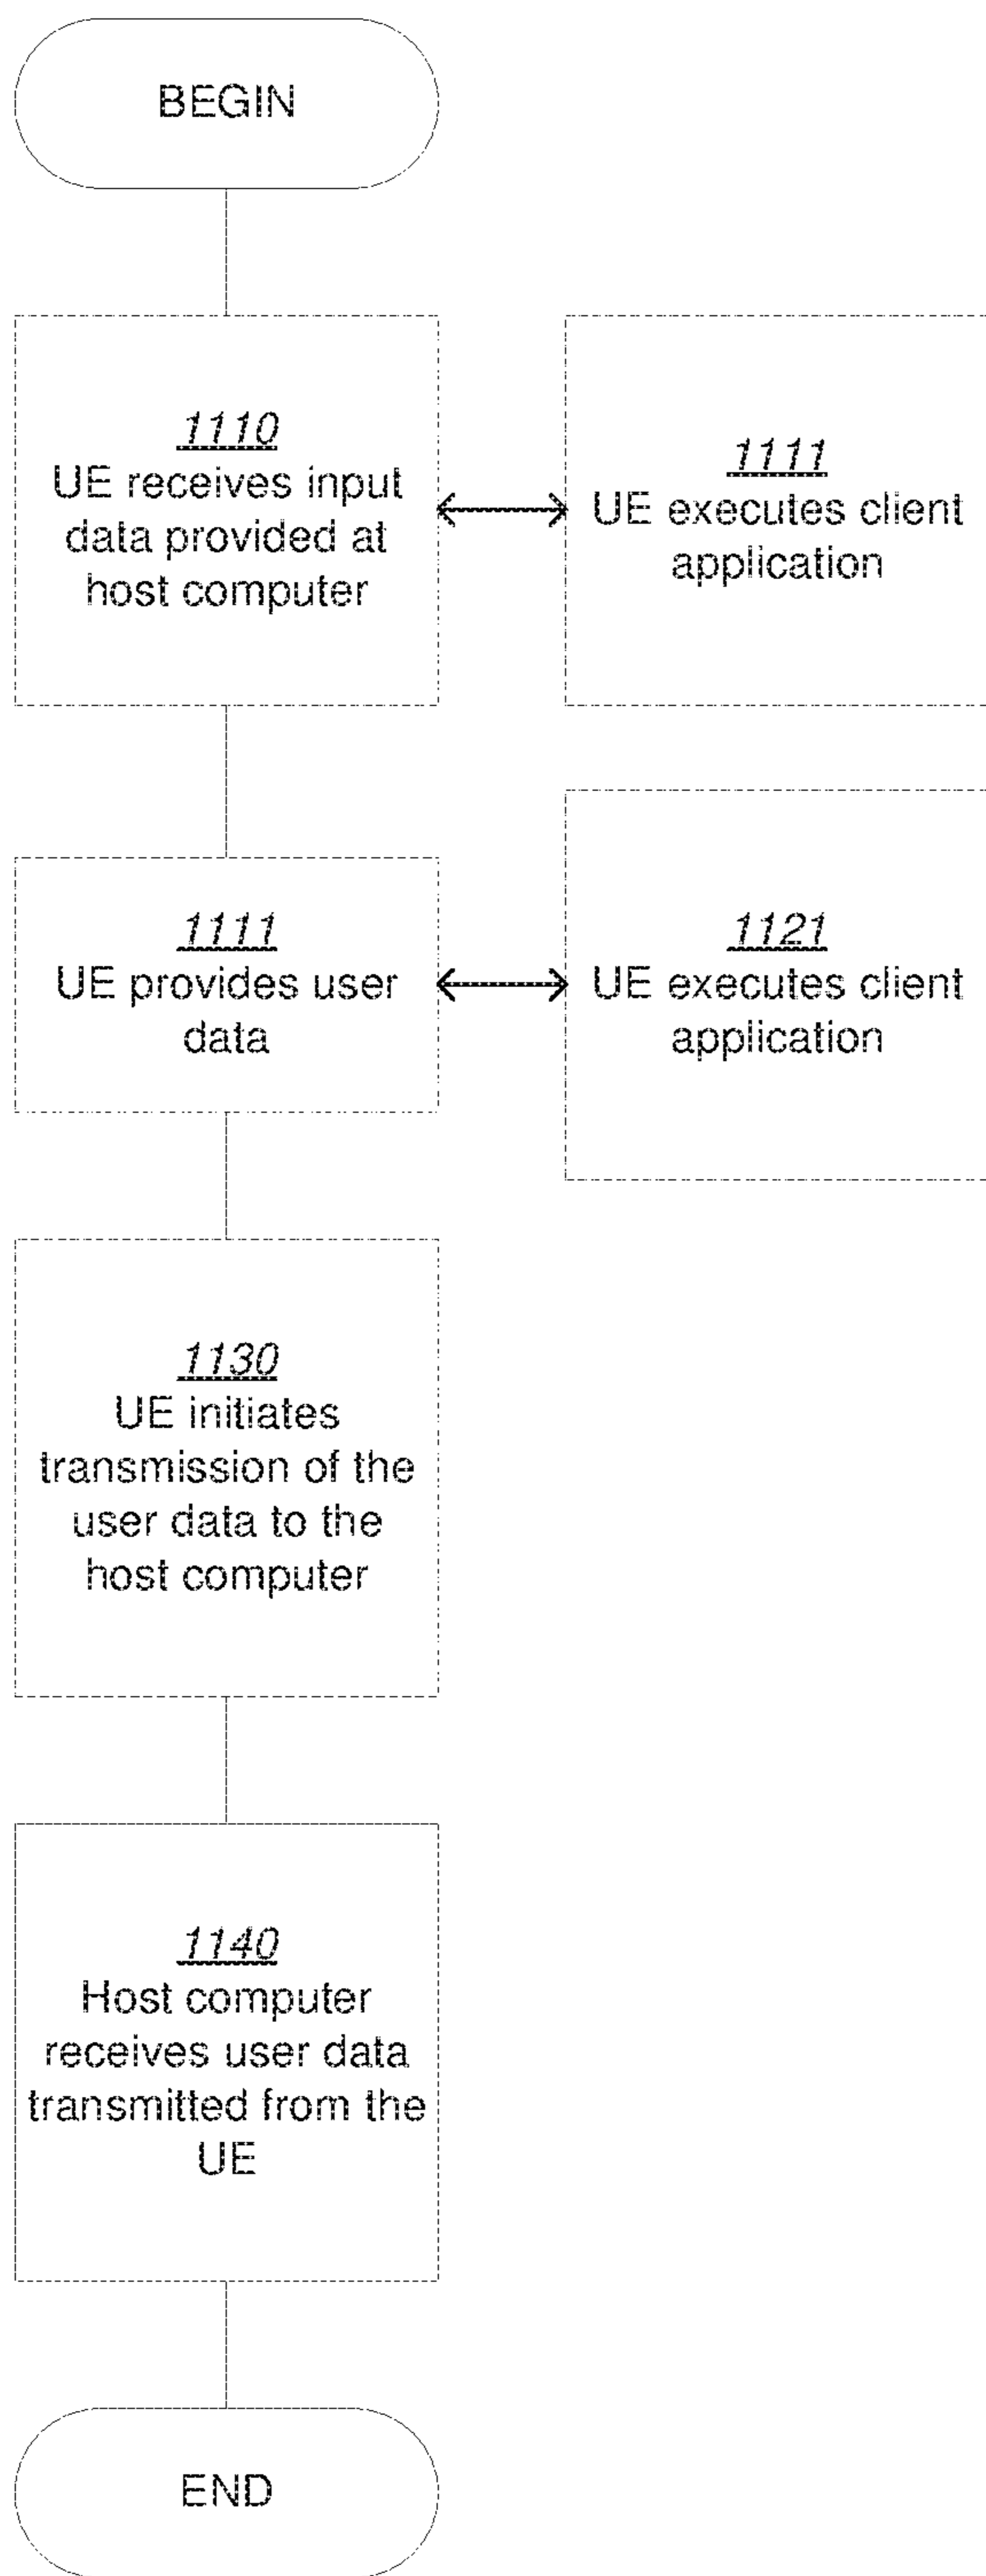 BEGIN
1110
UE receives input
data provided at
host computer
1111
UE executes client
application
1111
UE provides user
data
1121
UE executes client
application
1130
UE initiates
transmission of the
user data to the
host computer
1140
Host computer
receives user data
transmitted from the
UE
END